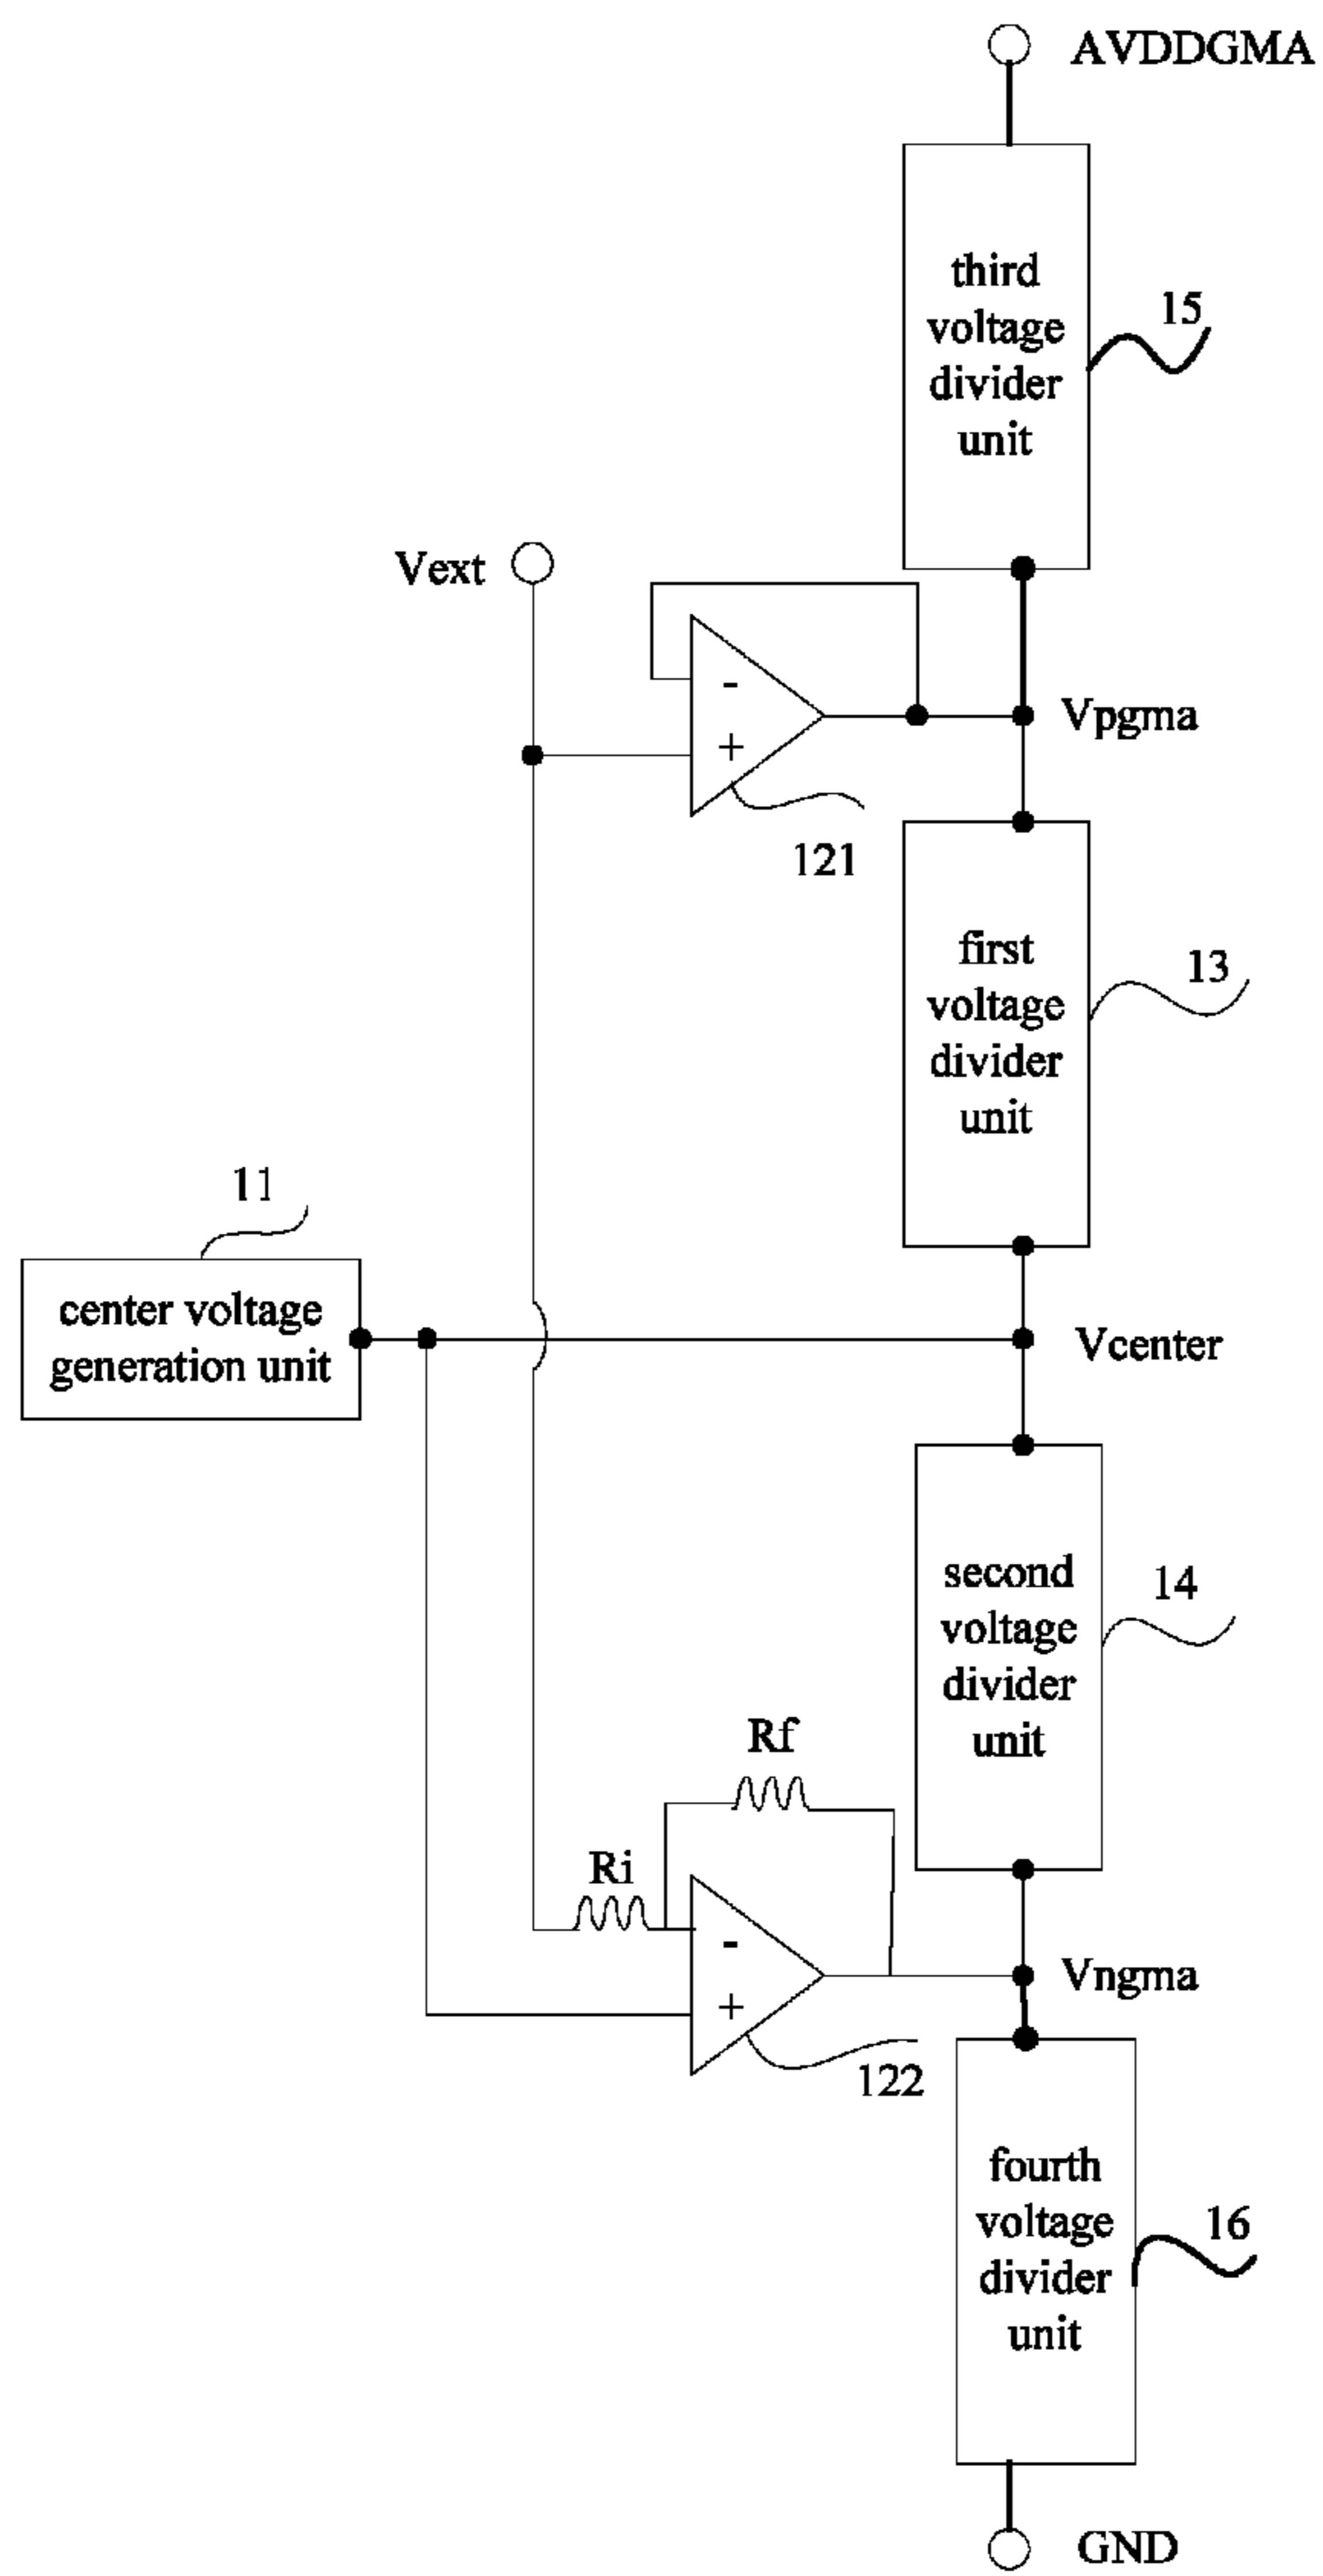 AVDDGMA
third
voltage
divider
unit
15
Vext
-
+
Vpgma
121
first
voltage
divider
unit
13
11
center voltage
generation unit
Vcenter
second
voltage
divider
unit
14
Rf
Ri
-
+
Vngma
122
fourth
voltage
divider
unit
16
GND